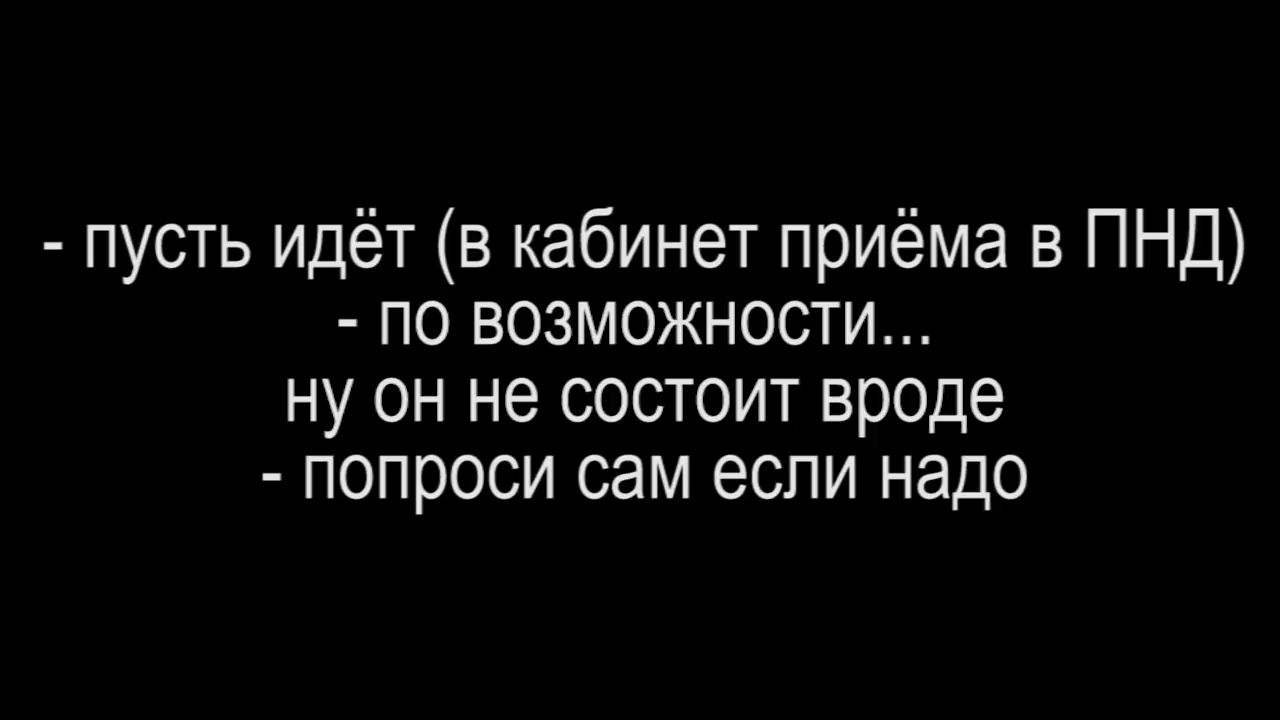 - пусть идёт (в кабинет приёма в ПНД)
- по возможности...
ну он не состоит вроде
- попроси сам если надо